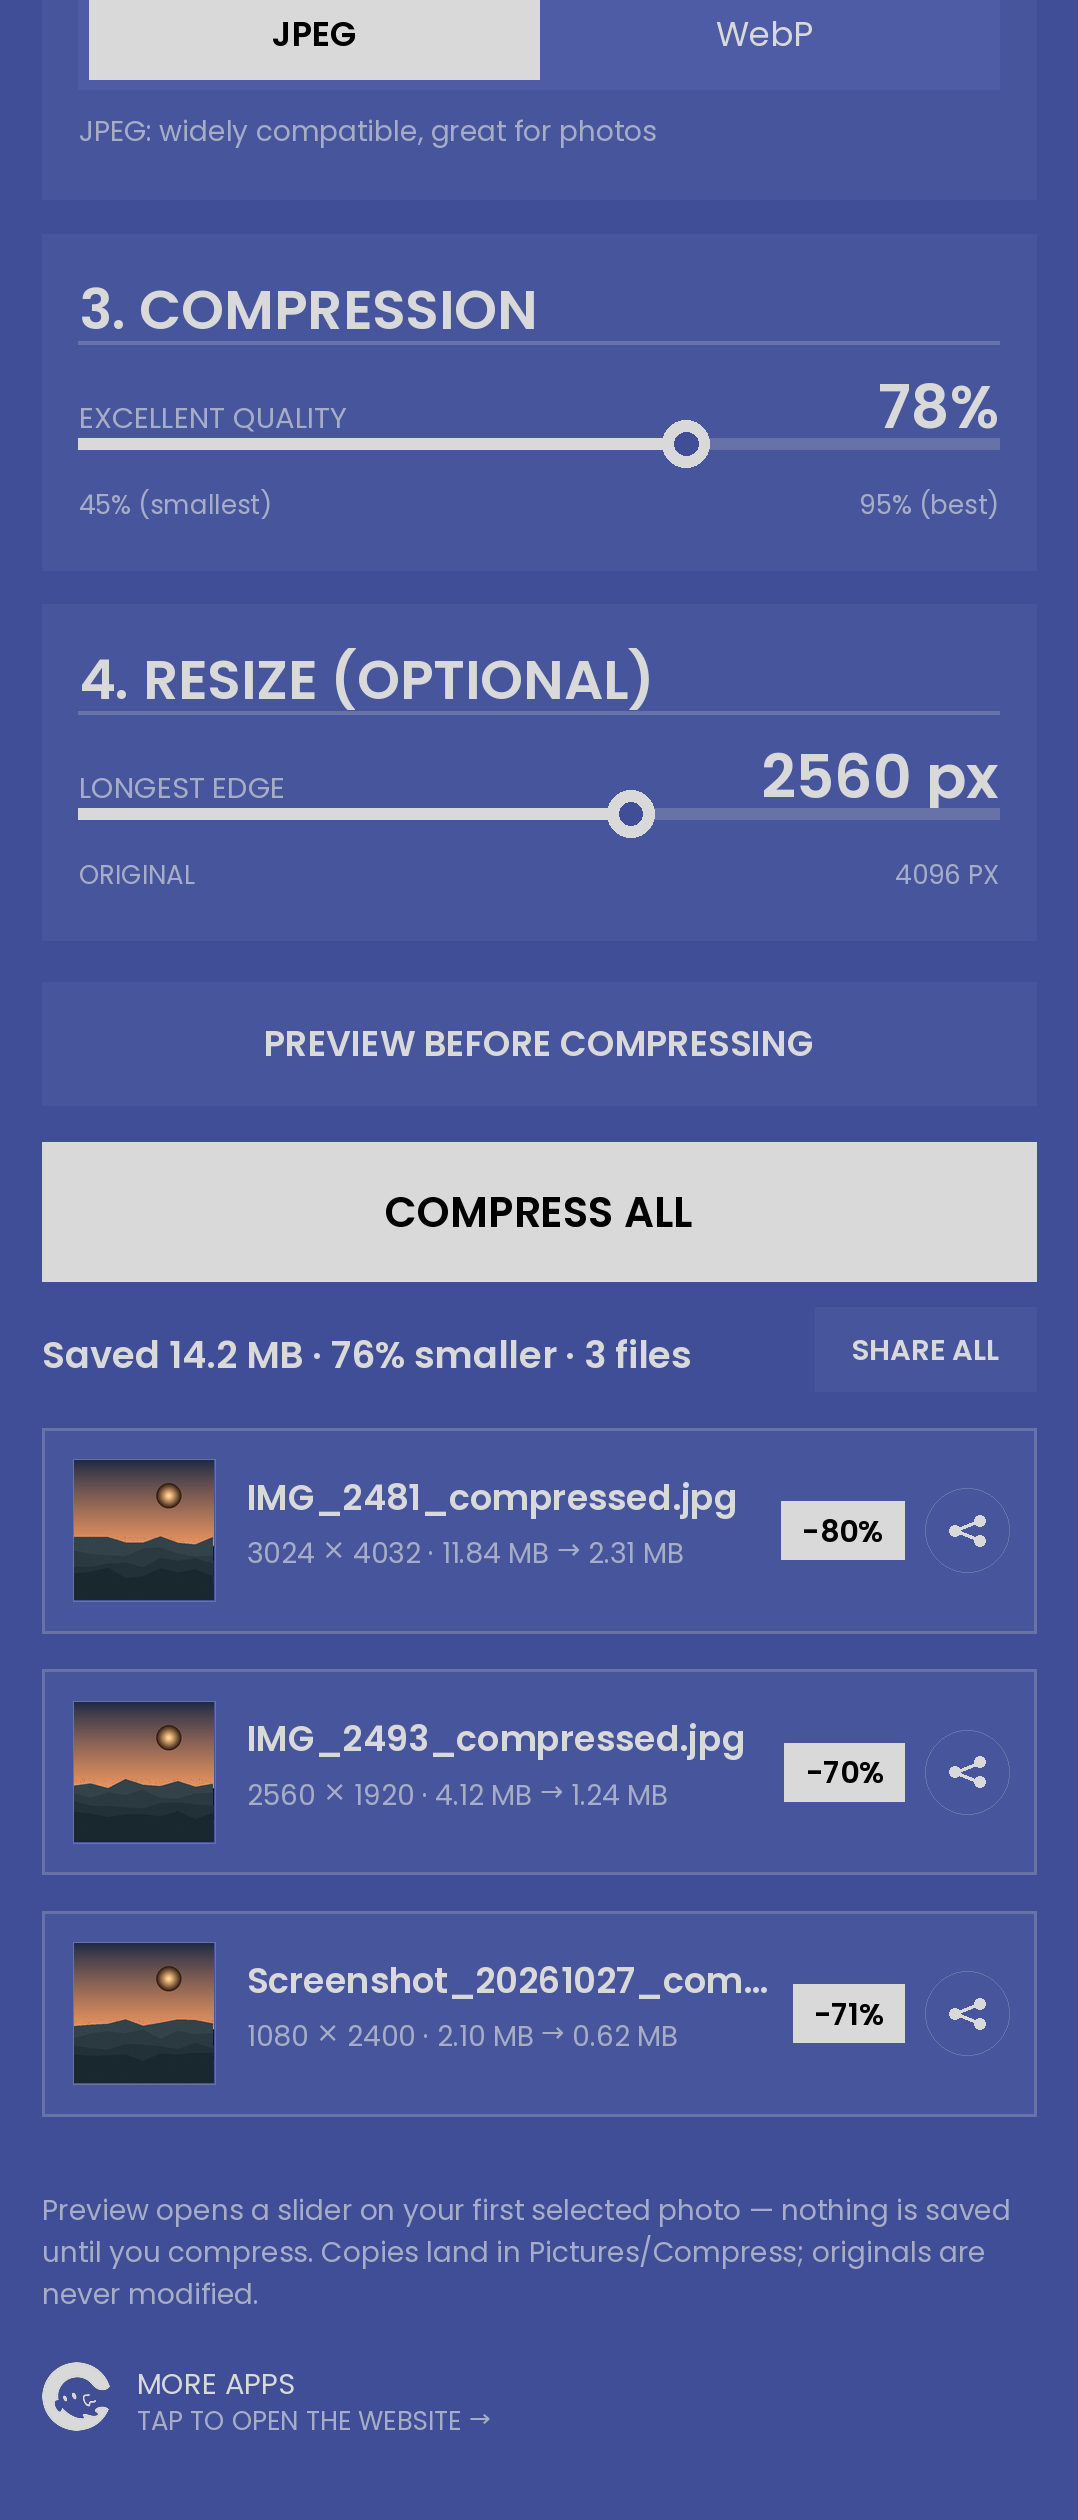 JPEG
WebP
JPEG: widely compatible, great for photos
3. COMPRESSION
EXCELLENT QUALITY
78%
45% (smallest)
95% (best)
4. RESIZE (OPTIONAL)
LONGEST EDGE
2560 px
ORIGINAL
4096 PX
PREVIEW BEFORE COMPRESSING
COMPRESS ALL
Saved 14.2 MB · 76% smaller · 3 files
SHARE ALL
IMG_2481_compressed.jpg
3024 × 4032 · 11.84 MB → 2.31 MB
-80%
IMG_2493_compressed.jpg
2560 × 1920 · 4.12 MB → 1.24 MB
-70%
Screenshot_20261027_com...
1080 × 2400 · 2.10 MB → 0.62 MB
-71%
Preview opens a slider on your first selected photo — nothing is saved
until you compress. Copies land in Pictures/Compress; originals are
never modified.
MORE APPS
TAP TO OPEN THE WEBSITE →